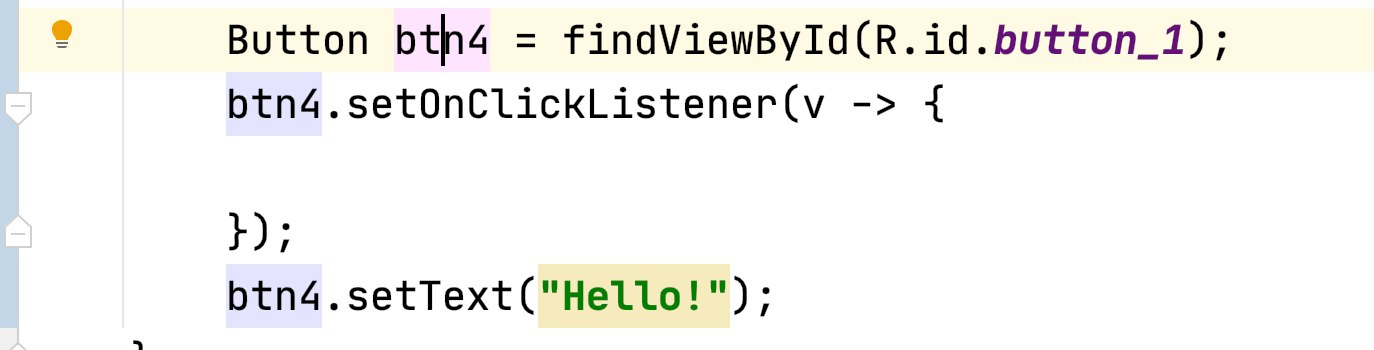 Button btn4 = findViewById(R.id.button_1);
btn4.setOnClickListener(v -> {
});
btn4.setText("Hello!");
}